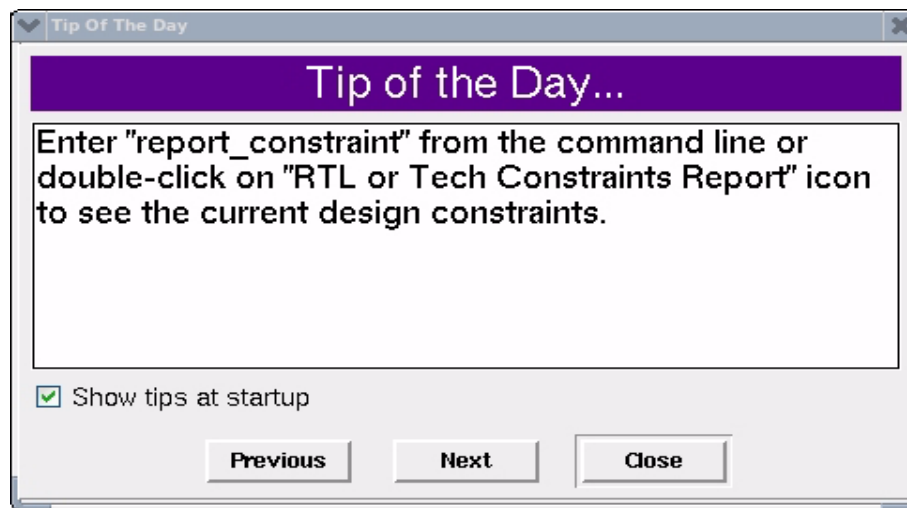 Tip Of The Day
Tip of the Day...
Enter "report_constraint" from the command line or
double-click on "RTL or Tech Constraints Report" icon
to see the current design constraints.
Show tips at startup
Previous Next Close